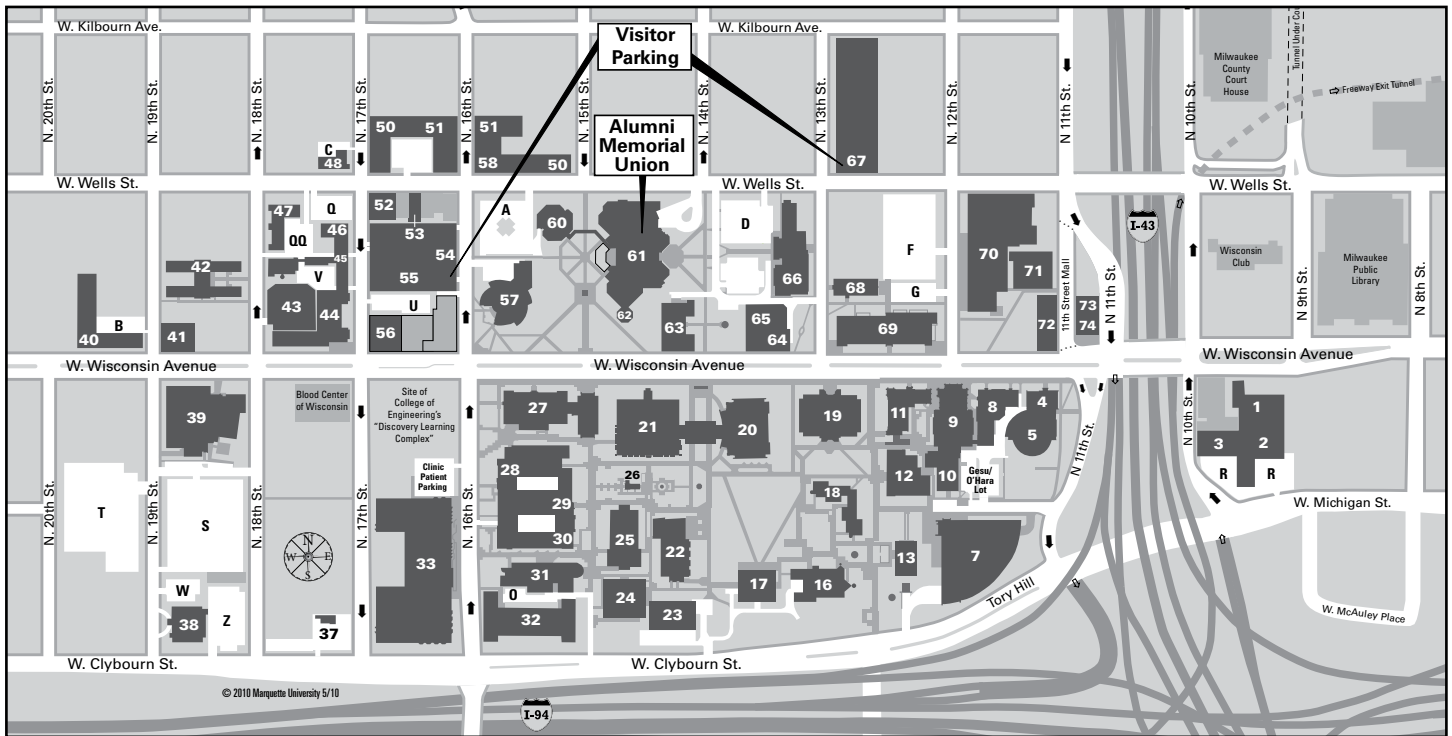 W. Kilbourn Ave.
W. Kilbourn Ave.
Visitor
Parking
Alumni
Memorial
Union
Milwaukee
County
Court
House
Tunnel Under Cou
Freeway Exit Tunnel
N. 20th St.
N. 19th St.
N. 18th St.
N. 17th St.
N. 16th St.
N. 15th St.
N. 14th St.
N. 13th St.
N. 12th St.
N. 11th St.
N. 10th St.
50
51
51
58
50
67
C
48
W. Wells St.
W. Wells St.
W. Wells St.
47
Q
QQ
46
45
V
43
44
42
41
40
B
52
53
54
55
U
56
A
60
57
61
62
63
D
66
65
64
F
68
G
69
70
71
72
73
74
11th Street Mall
N. 11th St.
I-43
Wisconsin
Club
Milwaukee
Public
Library
N 9th St.
N 8th St.
W. Wisconsin Avenue
W. Wisconsin Avenue
W. Wisconsin Avenue
39
Blood Center
of Wisconsin
Site of
College of
Engineering's
"Discovery Learning
Complex"
Clinic
Patient
Parking
27
21
20
19
11
9
8
4
5
12
10
Gesu/
O'Hara
Lot
28
29
30
26
25
22
18
13
7
1
2
3
R
R
N 10th St.
N 11th St.
W. Michigan St.
N. 20th St.
N. 19th St.
N. 18th St.
N. 17th St.
N. 16th St.
T
S
W
38
Z
N
W
E
S
37
33
31
O
32
24
23
17
16
Tory Hill
W. McAuley Place
W. Clybourn St.
W. Clybourn St.
© 2010 Marquette University 5/10
I-94